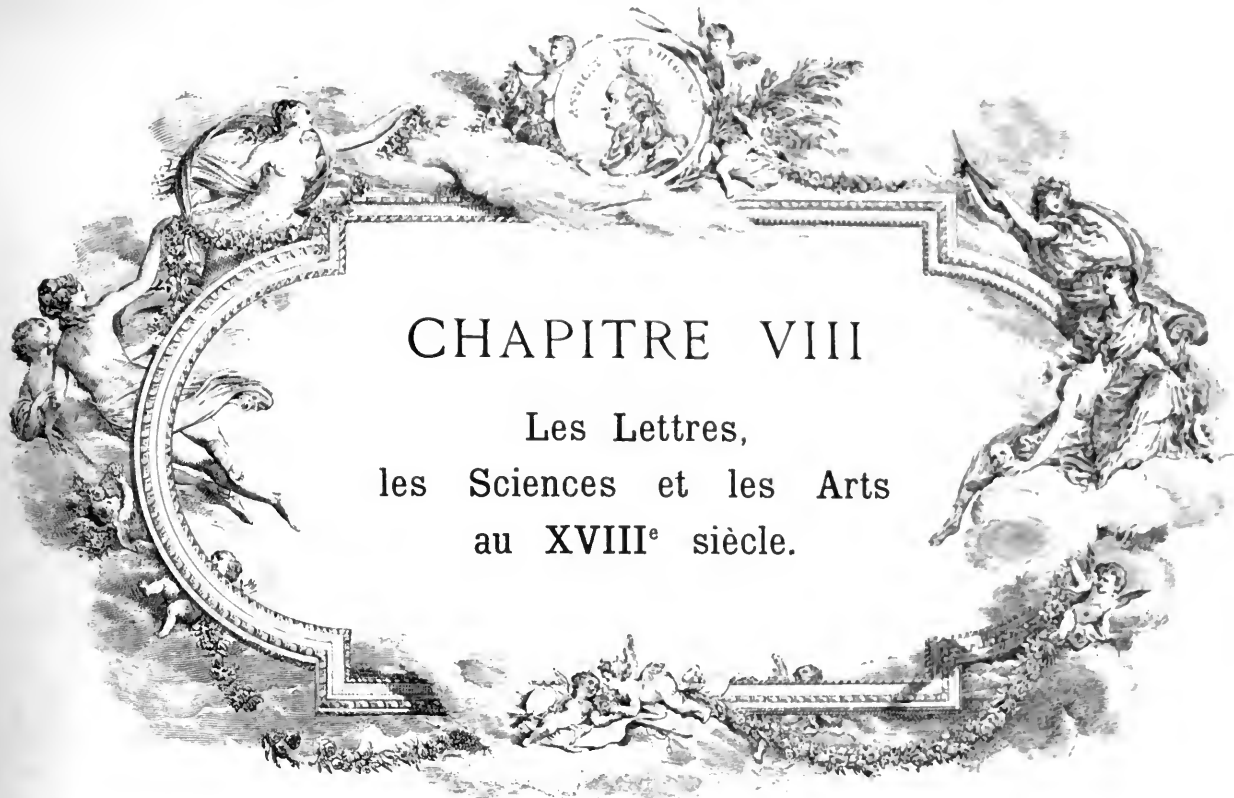 CHAPITRE VIII
Les Lettres,
les Sciences et les Arts
au XVIIIᵉ siècle.